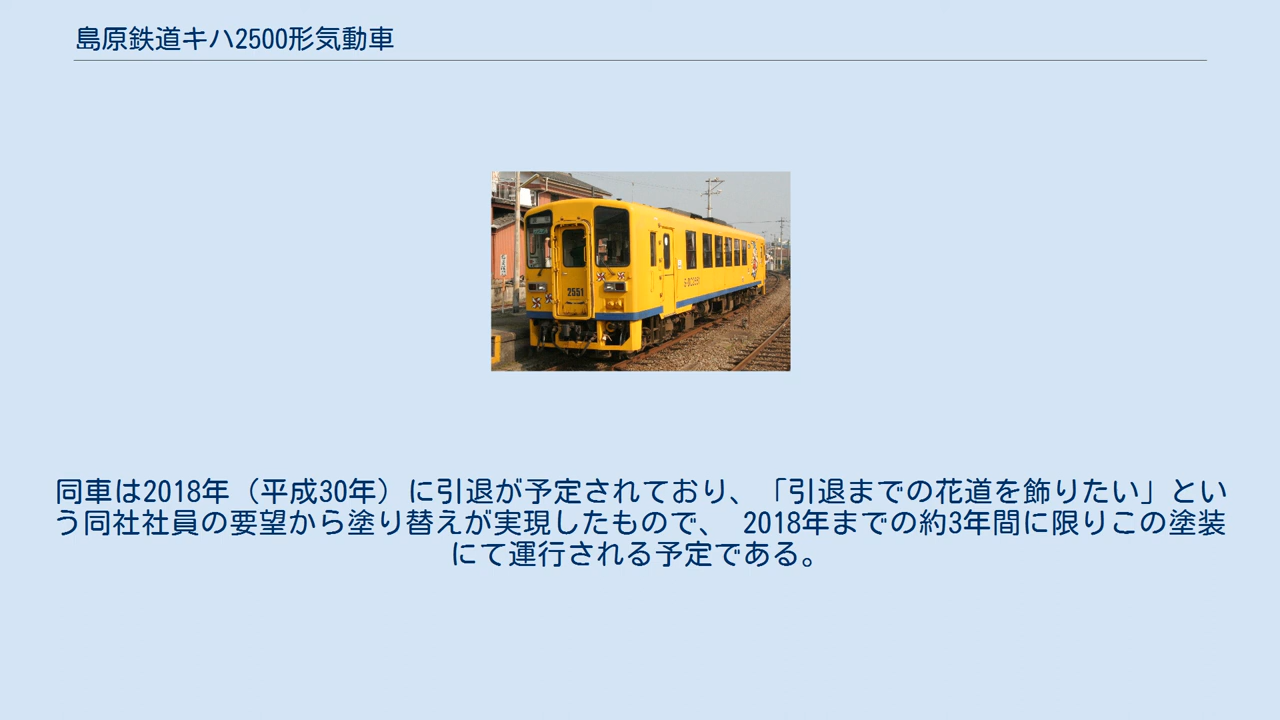 島原鉄道キハ2500形気動車
2551
同車は2018年（平成30年）に引退が予定されており、「引退までの花道を飾りたい」とい
う同社社員の要望から塗り替えが実現したもので、 2018年までの約3年間に限りこの塗装
にて運行される予定である。